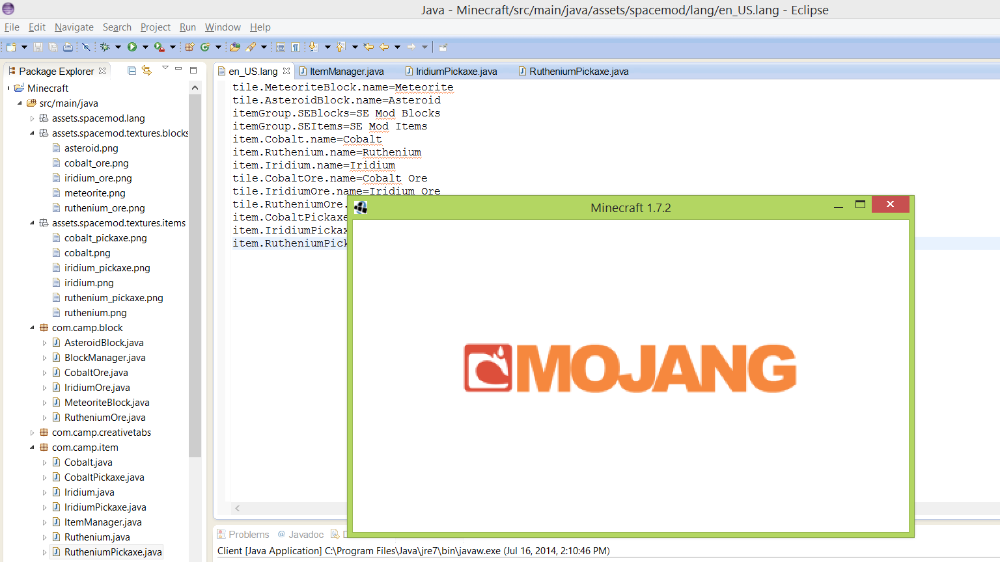 Java - Minecraft/src/main/java/assets/spacemod/lang/en_US.lang - Eclipse
File Edit Navigate Search Project Run Window Help
Package Explorer
Minecraft
src/main/java
assets.spacemod.lang
assets.spacemod.textures.blocks
asteroid.png
cobalt_ore.png
iridium_ore.png
meteorite.png
ruthenium_ore.png
assets.spacemod.textures.items
cobalt_pickaxe.png
cobalt.png
iridium_pickaxe.png
iridium.png
ruthenium_pickaxe.png
ruthenium.png
com.camp.block
AsteroidBlock.java
BlockManager.java
CobaltOre.java
IridiumOre.java
MeteoriteBlock.java
RutheniumOre.java
com.camp.creativetabs
com.camp.item
Cobalt.java
CobaltPickaxe.java
Iridium.java
IridiumPickaxe.java
ItemManager.java
Ruthenium.java
RutheniumPickaxe.java
en_US.lang ItemManager.java IridiumPickaxe.java RutheniumPickaxe.java
tile.MeteoriteBlock.name=Meteorite
tile.AsteroidBlock.name=Asteroid
itemGroup.SEBlocks=SE Mod Blocks
itemGroup.SEItems=SE Mod Items
item.Cobalt.name=Cobalt
item.Ruthenium.name=Ruthenium
item.Iridium.name=Iridium
tile.CobaltOre.name=Cobalt Ore
tile.IridiumOre.name=Iridium Ore
tile.RutheniumOre.
item.CobaltPickaxe
item.IridiumPickax
item.RutheniumPick
Minecraft 1.7.2
MOJANG
Problems @ Javadoc
Client [Java Application] C:\Program Files\Java\jre7\bin\javaw.exe (Jul 16, 2014, 2:10:46 PM)